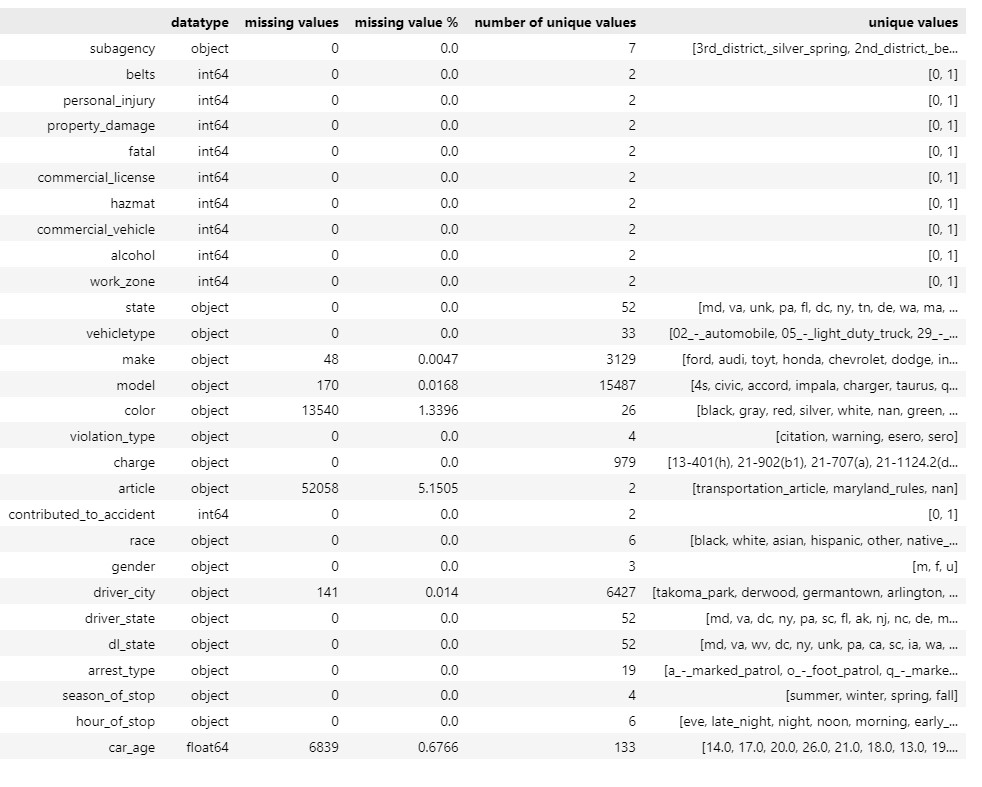 datatype missing values missing value % number of unique values unique values
subagency object 0 0.0 7 [3rd_district,_silver_spring, 2nd_district,_be...
belts int64 0 0.0 2 [0, 1]
personal_injury int64 0 0.0 2 [0, 1]
property_damage int64 0 0.0 2 [0, 1]
fatal int64 0 0.0 2 [0, 1]
commercial_license int64 0 0.0 2 [0, 1]
hazmat int64 0 0.0 2 [0, 1]
commercial_vehicle int64 0 0.0 2 [0, 1]
alcohol int64 0 0.0 2 [0, 1]
work_zone int64 0 0.0 2 [0, 1]
state object 0 0.0 52 [md, va, unk, pa, fl, dc, ny, tn, de, wa, ma, ...
vehicletype object 0 0.0 33 [02_-_automobile, 05_-_light_duty_truck, 29_-_...
make object 48 0.0047 3129 [ford, audi, toyt, honda, chevrolet, dodge, in...
model object 170 0.0168 15487 [4s, civic, accord, impala, charger, taurus, q...
color object 13540 1.3396 26 [black, gray, red, silver, white, nan, green, ...
violation_type object 0 0.0 4 [citation, warning, esero, sero]
charge object 0 0.0 979 [13-401(h), 21-902(b1), 21-707(a), 21-1124.2(d...
article object 52058 5.1505 2 [transportation_article, maryland_rules, nan]
contributed_to_accident int64 0 0.0 2 [0, 1]
race object 0 0.0 6 [black, white, asian, hispanic, other, native_...
gender object 0 0.0 3 [m, f, u]
driver_city object 141 0.014 6427 [takoma_park, derwood, germantown, arlington, ...
driver_state object 0 0.0 52 [md, va, dc, ny, pa, sc, fl, ak, nj, nc, de, m...
dl_state object 0 0.0 52 [md, va, wv, dc, ny, unk, pa, ca, sc, ia, wa, ...
arrest_type object 0 0.0 19 [a_-_marked_patrol, o_-_foot_patrol, q_-_marke...
season_of_stop object 0 0.0 4 [summer, winter, spring, fall]
hour_of_stop object 0 0.0 6 [eve, late_night, night, noon, morning, early_...
car_age float64 6839 0.6766 133 [14.0, 17.0, 20.0, 26.0, 21.0, 18.0, 13.0, 19....